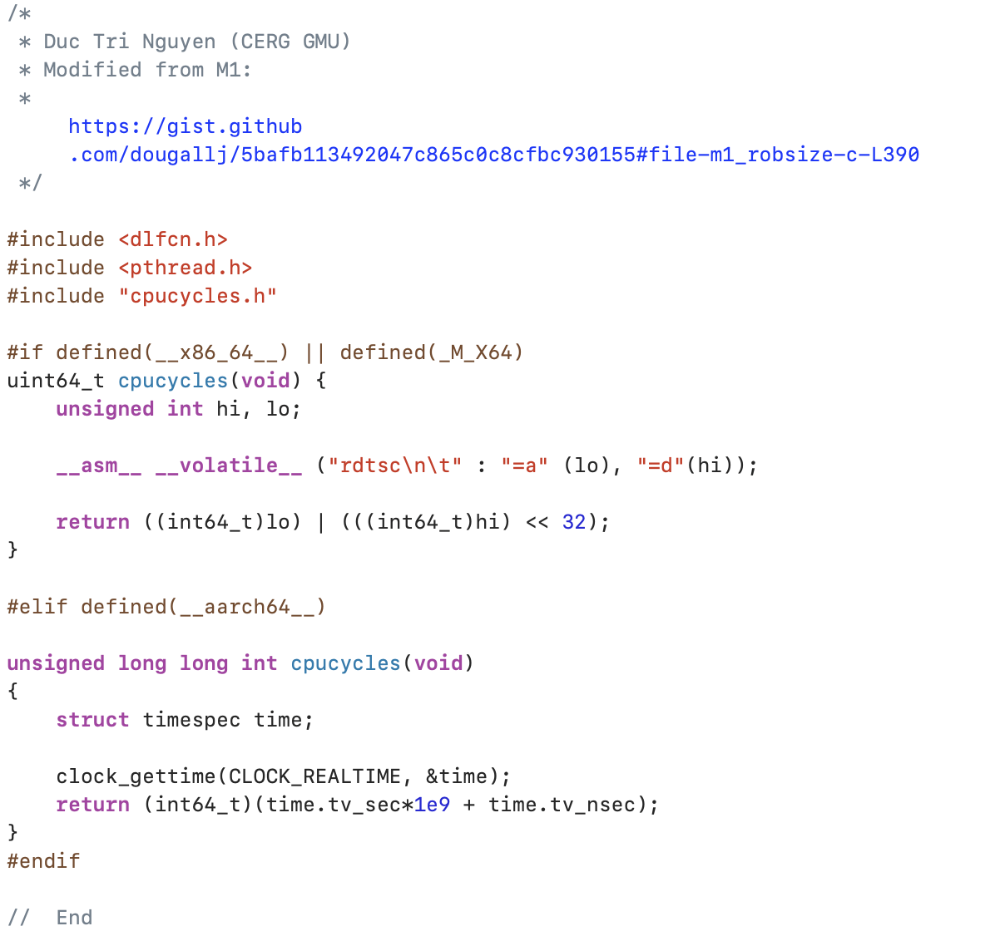 /*
 * Duc Tri Nguyen (CERG GMU)
 * Modified from M1:
 *
     https://gist.github
     .com/dougallj/5bafb113492047c865c0c8cfbc930155#file-m1_robsize-c-L390
 */

#include <dlfcn.h>
#include <pthread.h>
#include "cpucycles.h"

#if defined(__x86_64__) || defined(_M_X64)
uint64_t cpucycles(void) {
    unsigned int hi, lo;

    __asm__ __volatile__ ("rdtsc\n\t" : "=a" (lo), "=d"(hi));

    return ((int64_t)lo) | (((int64_t)hi) << 32);
}

#elif defined(__aarch64__)

unsigned long long int cpucycles(void)
{
    struct timespec time;

    clock_gettime(CLOCK_REALTIME, &time);
    return (int64_t)(time.tv_sec*1e9 + time.tv_nsec);
}
#endif

//  End